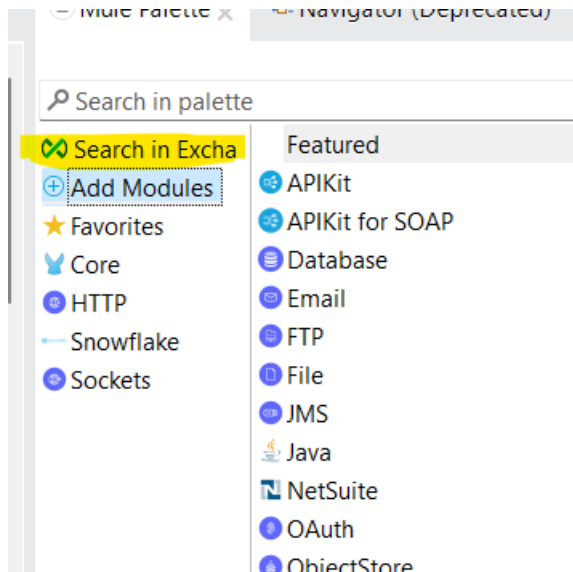 Mule Palette
Navigator (Deprecated)
Search in palette
Search in Excha
Add Modules
Favorites
Core
HTTP
Snowflake
Sockets
Featured
APIKit
APIKit for SOAP
Database
Email
FTP
File
JMS
Java
NetSuite
OAuth
ObjectStore